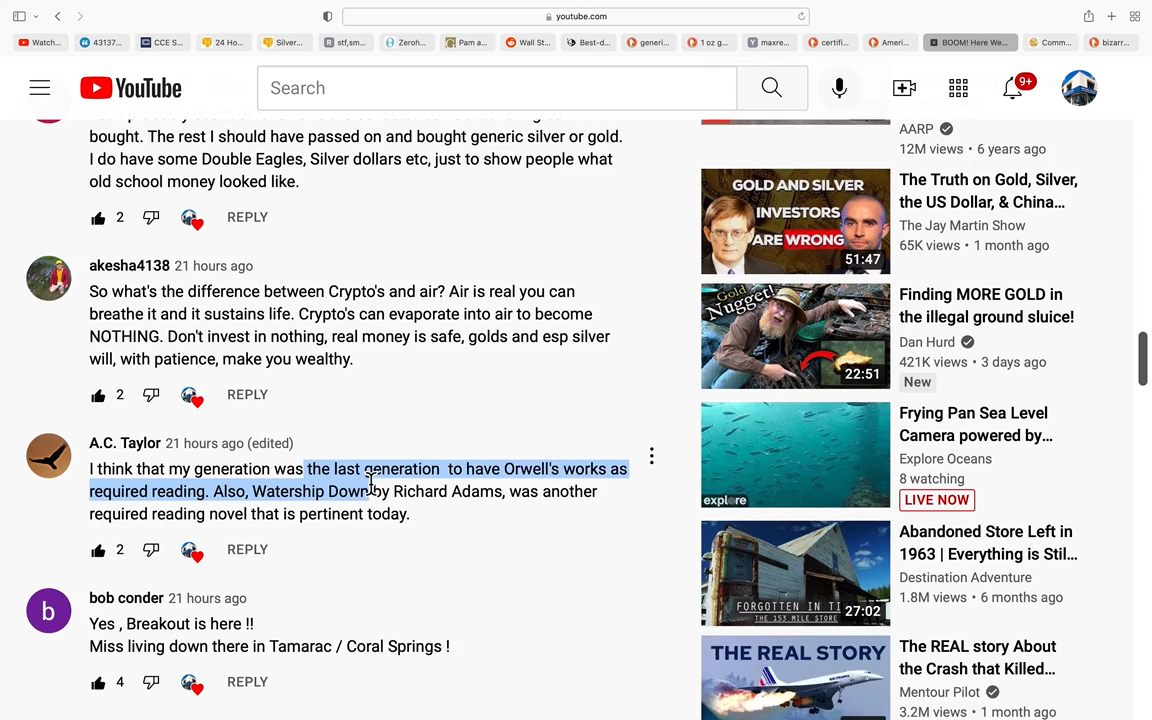 youtube.com
Watch...
43137...
CCE S...
24 Ho...
Silver...
stf,sm...
Zeroh...
Pam a...
Wall St...
Best-d...
generi...
1 oz g...
maxre...
certifi...
Ameri...
BOOM! Here We...
Comm...
bizarr...
YouTube
Search
9+
bought. The rest I should have passed on and bought generic silver or gold.
I do have some Double Eagles, Silver dollars etc, just to show people what
old school money looked like.
2
REPLY
akesha4138 21 hours ago
So what's the difference between Crypto's and air? Air is real you can
breathe it and it sustains life. Crypto's can evaporate into air to become
NOTHING. Don't invest in nothing, real money is safe, golds and esp silver
will, with patience, make you wealthy.
2
REPLY
A.C. Taylor 21 hours ago (edited)
I think that my generation was the last generation to have Orwell's works as
required reading. Also, Watership Down by Richard Adams, was another
required reading novel that is pertinent today.
2
REPLY
b
bob conder 21 hours ago
Yes , Breakout is here !!
Miss living down there in Tamarac / Coral Springs !
4
REPLY
AARP
12M views • 6 years ago
GOLD AND SILVER
INVESTORS
ARE WRONG
51:47
The Truth on Gold, Silver,
the US Dollar, & China...
The Jay Martin Show
65K views • 1 month ago
Gold
Nugget!
22:51
Finding MORE GOLD in
the illegal ground sluice!
Dan Hurd
421K views • 3 days ago
New
explore
Frying Pan Sea Level
Camera powered by...
Explore Oceans
8 watching
LIVE NOW
FORGOTTEN IN TI
THE 153 MILE STORE
27:02
Abandoned Store Left in
1963 | Everything is Stil...
Destination Adventure
1.8M views • 6 months ago
THE REAL STORY
The REAL story About
the Crash that Killed...
Mentour Pilot
3.2M views • 1 month ago